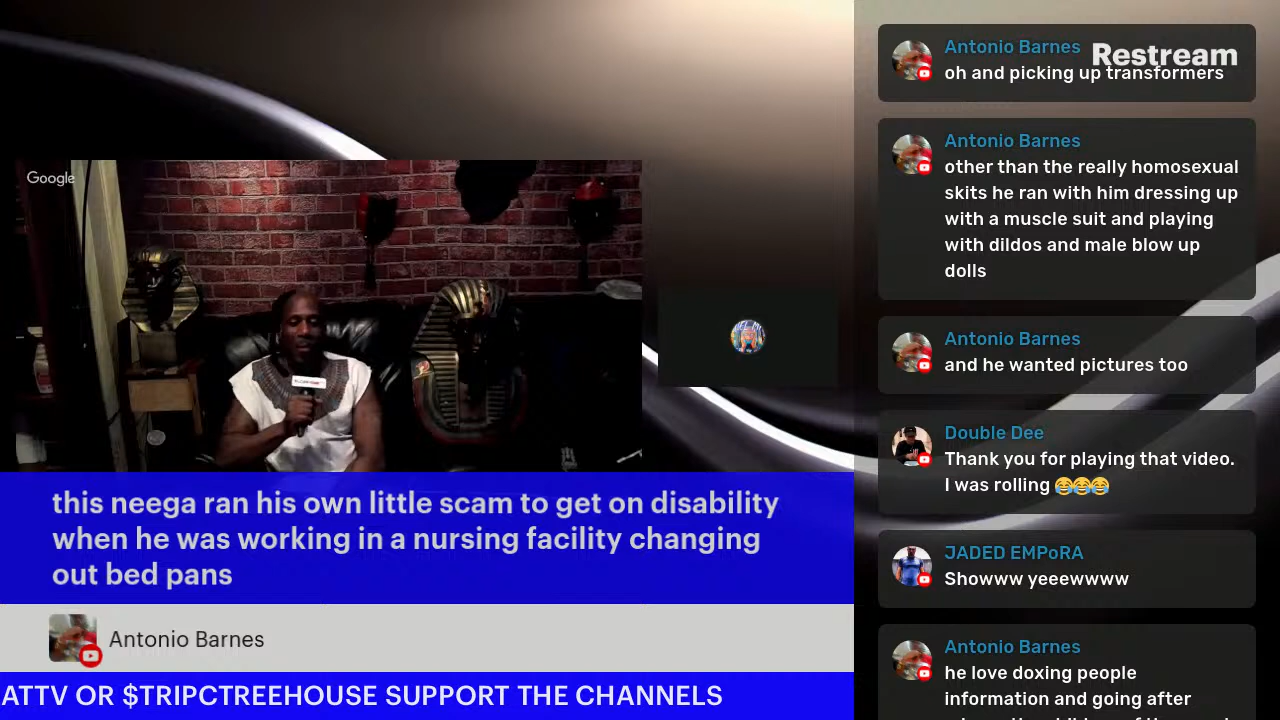 Antonio Barnes
Restream
oh and picking up transformers
Antonio Barnes
other than the really homosexual
skits he ran with him dressing up
with a muscle suit and playing
with dildos and male blow up
dolls
Google
Antonio Barnes
and he wanted pictures too
Double Dee
Thank you for playing that video.
I was rolling 😂😂😂
this neega ran his own little scam to get on disability
when he was working in a nursing facility changing
out bed pans
JADED EMPoRA
Showww yeeewwww
Antonio Barnes
Antonio Barnes
he love doxing people
information and going after
ATTV OR $TRIPCTREEHOUSE SUPPORT THE CHANNELS